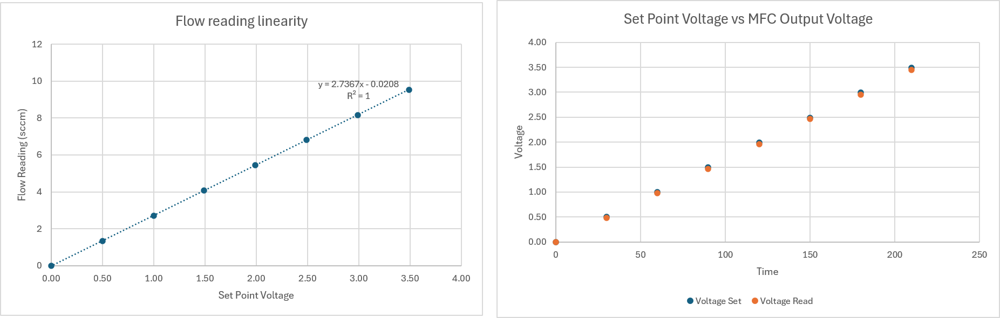 Flow reading linearity
12
10
8
6
4
2
0
Flow Reading (sccm)
y = 2.7367x - 0.0208
R² = 1
0.00 0.50 1.00 1.50 2.00 2.50 3.00 3.50 4.00
Set Point Voltage
Set Point Voltage vs MFC Output Voltage
4.00
3.50
3.00
2.50
2.00
1.50
1.00
0.50
0.00
Voltage
0 50 100 150 200 250
Time
Voltage Set Voltage Read